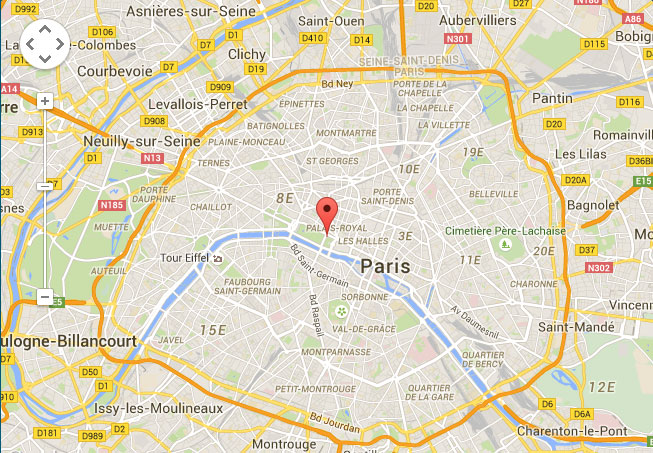 D992
Asnières-sur-Seine
Saint-Ouen
D20
Aubervilliers
A86
D106
D7
D410
D14
N301
D115
Bobig
s-Colombes
Clichy
D19
SEINE-SAINT-DENIS
PARIS
Courbevoie
D909
Bd Ney
PORTE DE LA
CHAPELLE
A14
Levallois-Perret
ÉPINETTES
LA CHAPELLE
Pantin
D116
D913
D908
BATIGNOLLES
LA VILLETTE
D20
Romainvil
Neuilly-sur-Seine
PLAINE-MONCEAU
MONTMARTRE
D1
N13
TERNES
ST GEORGES
19E
Les Lilas
D36B
10E
D7
PORTE
DAUPHINE
8E
PORTE
SAINT-DENIS
BELLEVILLE
D20A
E15
N185
CHAILLOT
Bagnolet
MUETTE
PALAIS-ROYAL
LES HALLES
3E
Cimetière Père-Lachaise
Mo
Tour Eiffel
Bd Saint-Germain
Paris
20E
D37
AUTEUIL
N302
FAUBOURG
SAINT-GERMAIN
CHARONNE
E5
Bd Raspail
SORBONNE
Av Daumesnil
Vincenn
15E
VAL-DE-GRÂCE
Saint-Mandé
ulogne-Billancourt
JAVEL
MONTPARNASSE
QUARTIER
DE BERCY
D50
PETIT-MONTROUGE
QUARTIER
DE LA GARE
12E
D1
Issy-les-Moulineaux
Bd Jourdan
D6
D6A
D181
D989
D2
Montrouge
Charenton-le-Pont